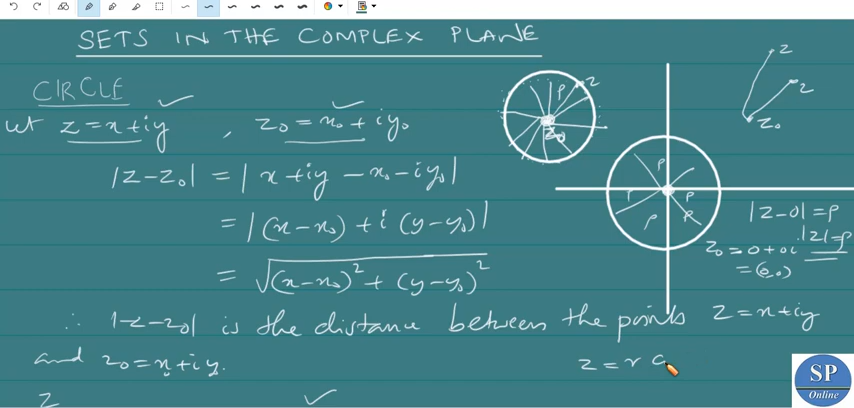 SETS IN THE COMPLEX PLANE
CIRCLE
Let z = x + iy , z₀ = x₀ + iy₀
|z - z₀| = | x + iy - x₀ - iy₀|
= |(x - x₀) + i (y - y₀)|
= √(x - x₀)² + (y - y₀)²
∴ |z - z₀| is the distance between the points z = x + iy
and z₀ = x₀ + iy₀
z
z
ρ
z₀
z
z
z₀
ρ
ρ ρ
ρ ρ
|z - 0| = ρ
|z| = ρ
z₀ = 0 + 0i
= (0,0)
z = r
SP
Online